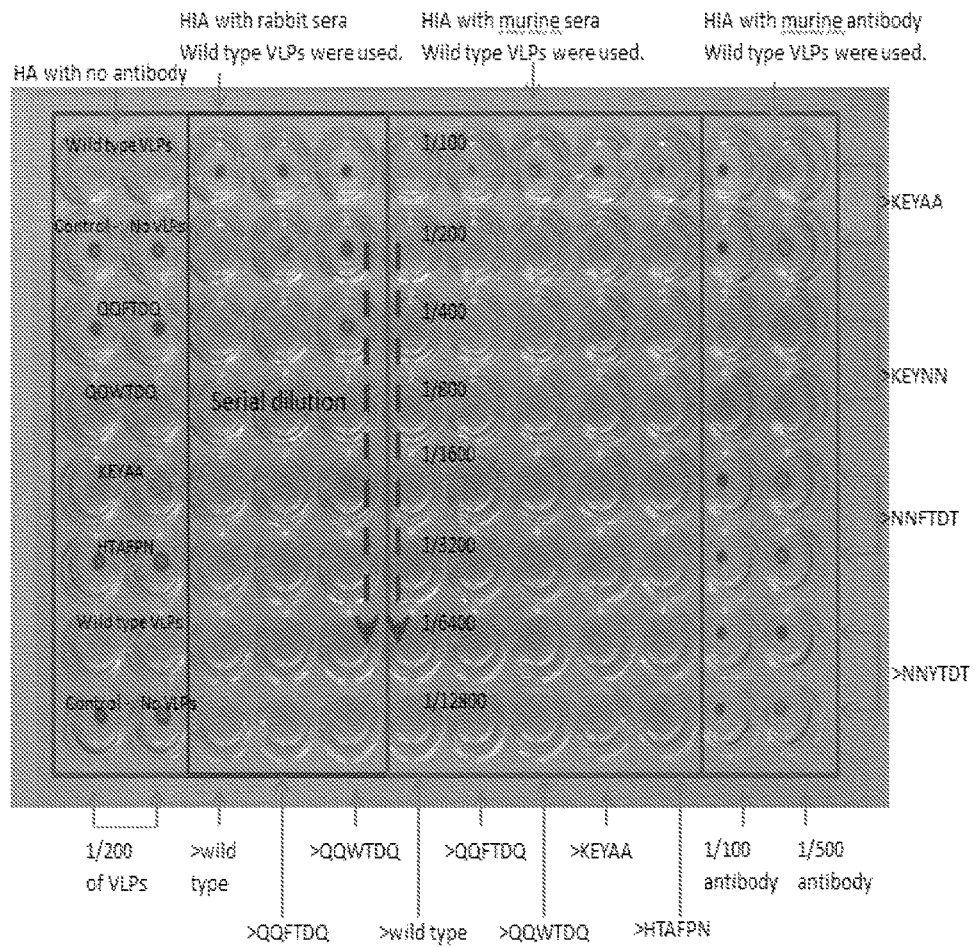 HIA with rabbit sera
Wild type VLPs were used.
HIA with murine sera
Wild type VLPs were used.
HIA with murine antibody
Wild type VLPs were used.
HA with no antibody
Wild type VLPs
1/100
>KEYAA
Control - No VLPs
1/200
QQFTDQ
1/400
>KEYNN
QQWTDQ
Serial dilution
1/800
KEYAA
1/1600
>NNFTDT
HTAFPN
1/3200
Wild type VLPs
1/6400
>NNYTDT
Control - No VLPs
1/12800
1/200
of VLPs
>wild
type
>QQWTDQ
>QQFTDQ
>KEYAA
1/100
antibody
1/500
antibody
>QQFTDQ
>wild type
>QQWTDQ
>HTAFPN